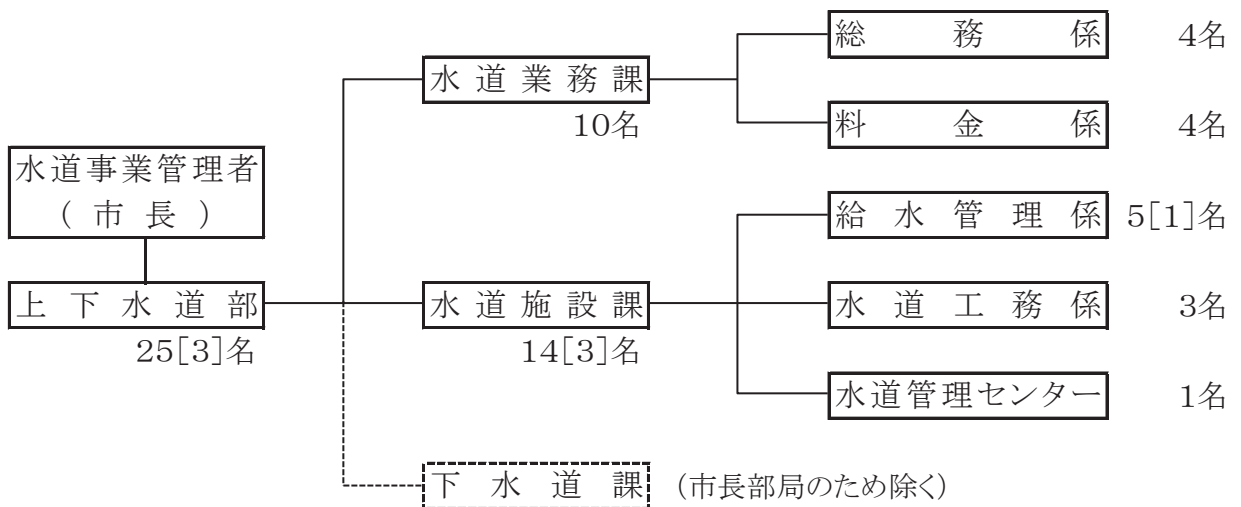 総務係 4名
水道業務課
10名
料金係 4名
水道事業管理者
(市長)
給水管理係 5[1]名
上下水道部
25[3]名
水道施設課
14[3]名
水道工務係 3名
水道管理センター 1名
下水道課 (市長部局のため除く)